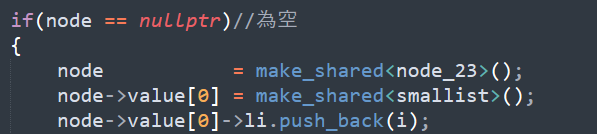 if(node == nullptr)//為空
{
node = make_shared<node_23>();
node->value[0] = make_shared<smallist>();
node->value[0]->li.push_back(i);